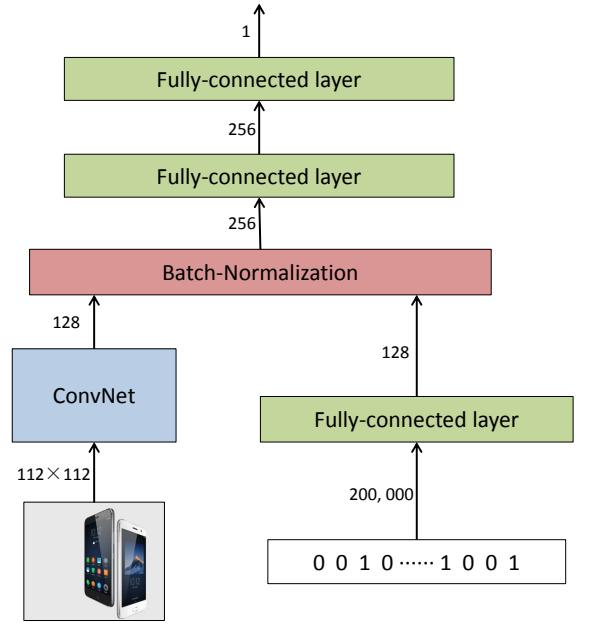 1
Fully-connected layer
256
Fully-connected layer
256
Batch-Normalization
128
128
ConvNet
Fully-connected layer
112×112
200, 000
0 0 1 0 ······ 1 0 0 1